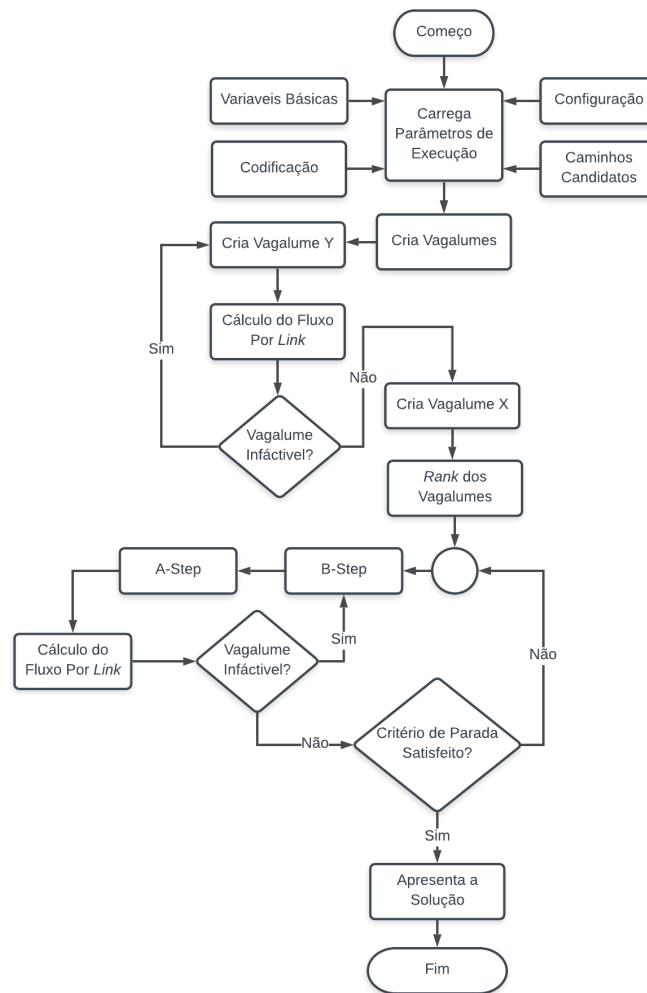 Começo
Variaveis Básicas
Carrega
Parâmetros de
Execução
Configuração
Codificação
Caminhos
Candidatos
Cria Vagalume Y
Cria Vagalumes
Cálculo do Fluxo
Por Link
Sim
Não
Vagalume
Infáctivel?
Cria Vagalume X
Rank dos
Vagalumes
A-Step
B-Step
Cálculo do
Fluxo Por Link
Vagalume
Infáctivel?
Sim
Não
Não
Critério de Parada
Satisfeito?
Sim
Apresenta a
Solução
Fim